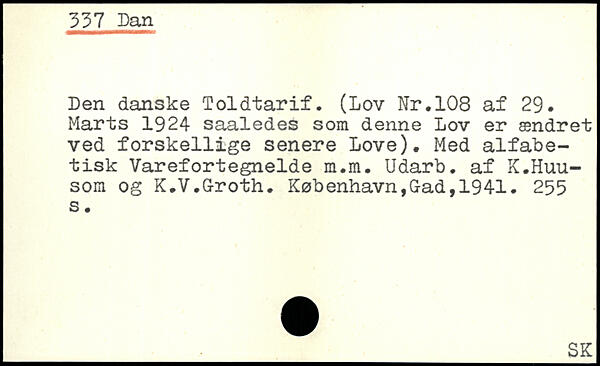 337 Dan
Den danske Toldtarif. (Lov Nr.108 af 29.
Marts 1924 saaledes som denne Lov er ændret
ved forskellige senere Love). Med alfabe-
tisk Varefortegnelde m.m. Udarb. af K.Huu-
som og K.V.Groth. København,Gad,1941. 255
s.
SK